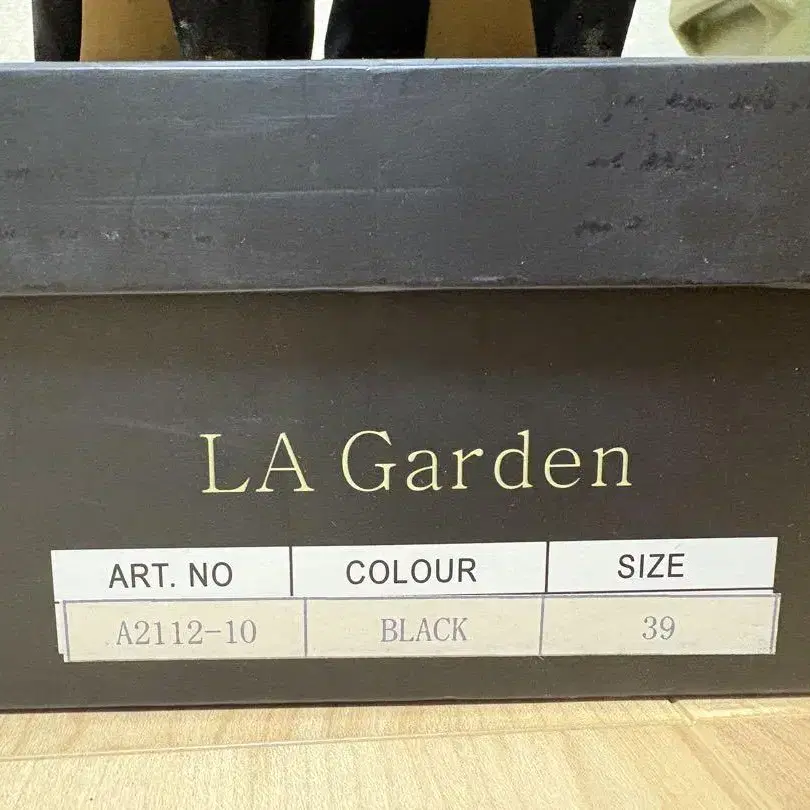 LA Garden
ART. NO COLOUR SIZE
A2112-10 BLACK 39